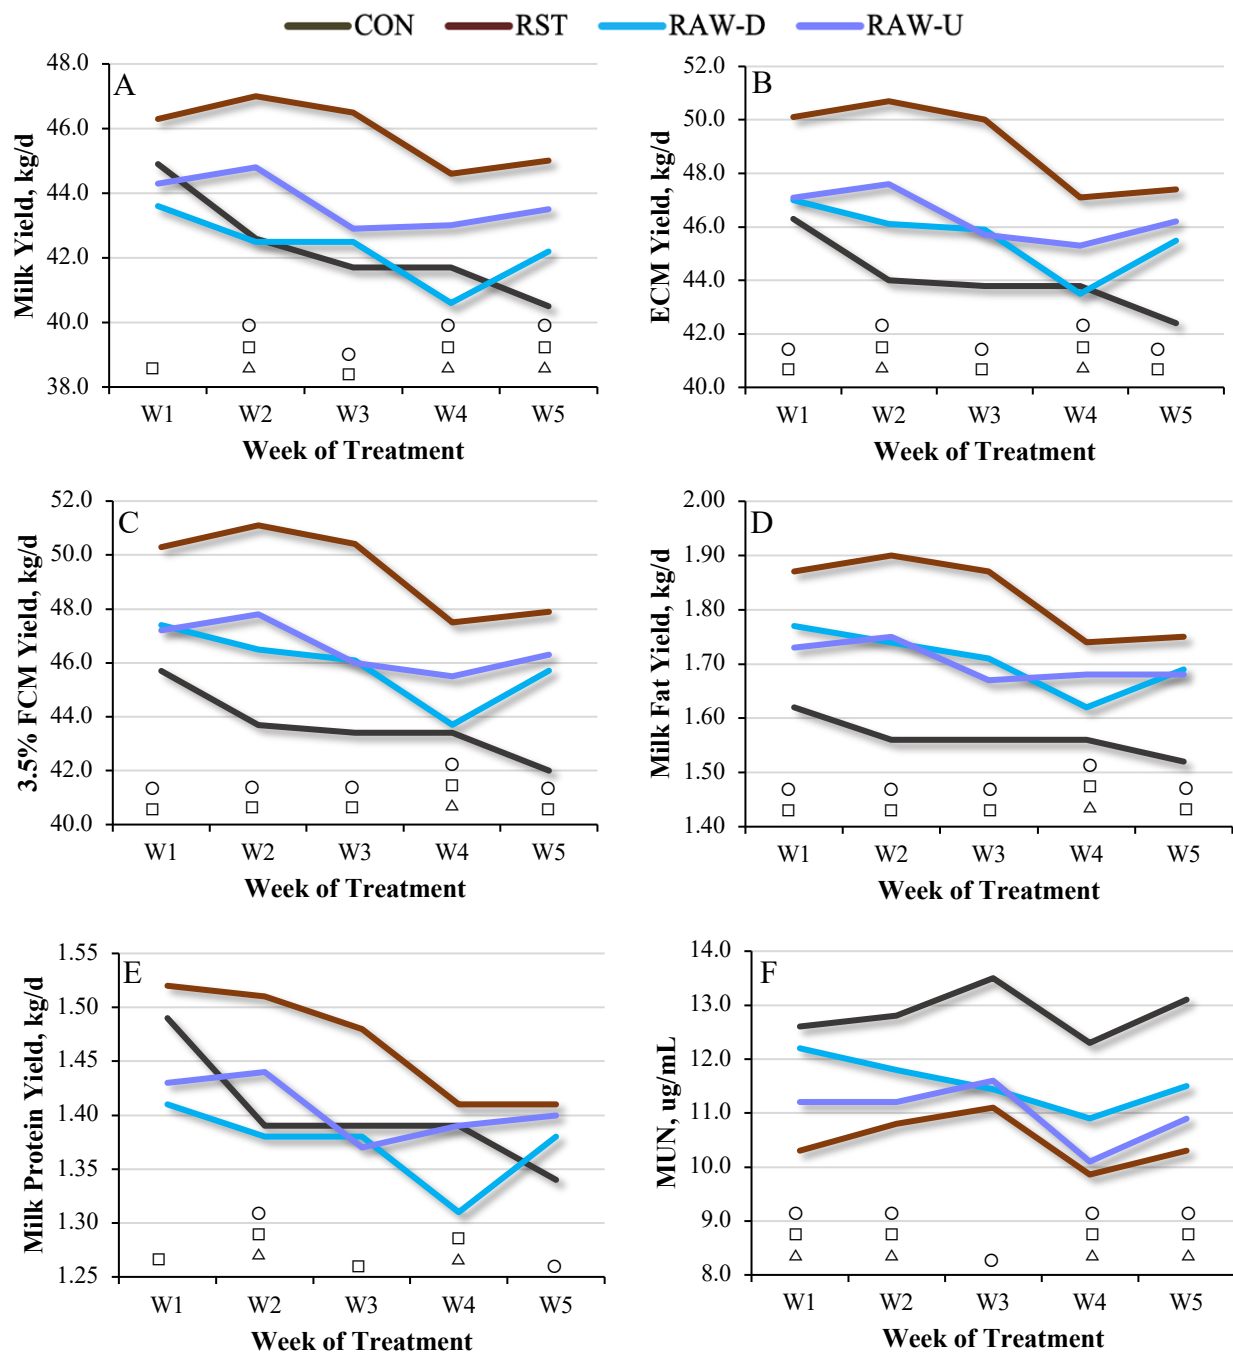 CON RST RAW-D RAW-U
A
Milk Yield, kg/d
48.0
46.0
44.0
42.0
40.0
38.0
W1 W2 W3 W4 W5
Week of Treatment
B
ECM Yield, kg/d
52.0
50.0
48.0
46.0
44.0
42.0
40.0
W1 W2 W3 W4 W5
Week of Treatment
C
3.5% FCM Yield, kg/d
52.0
50.0
48.0
46.0
44.0
42.0
40.0
W1 W2 W3 W4 W5
Week of Treatment
D
Milk Fat Yield, kg/d
2.00
1.90
1.80
1.70
1.60
1.50
1.40
W1 W2 W3 W4 W5
Week of Treatment
E
Milk Protein Yield, kg/d
1.55
1.50
1.45
1.40
1.35
1.30
1.25
W1 W2 W3 W4 W5
Week of Treatment
F
MUN, ug/mL
14.0
13.0
12.0
11.0
10.0
9.0
8.0
W1 W2 W3 W4 W5
Week of Treatment